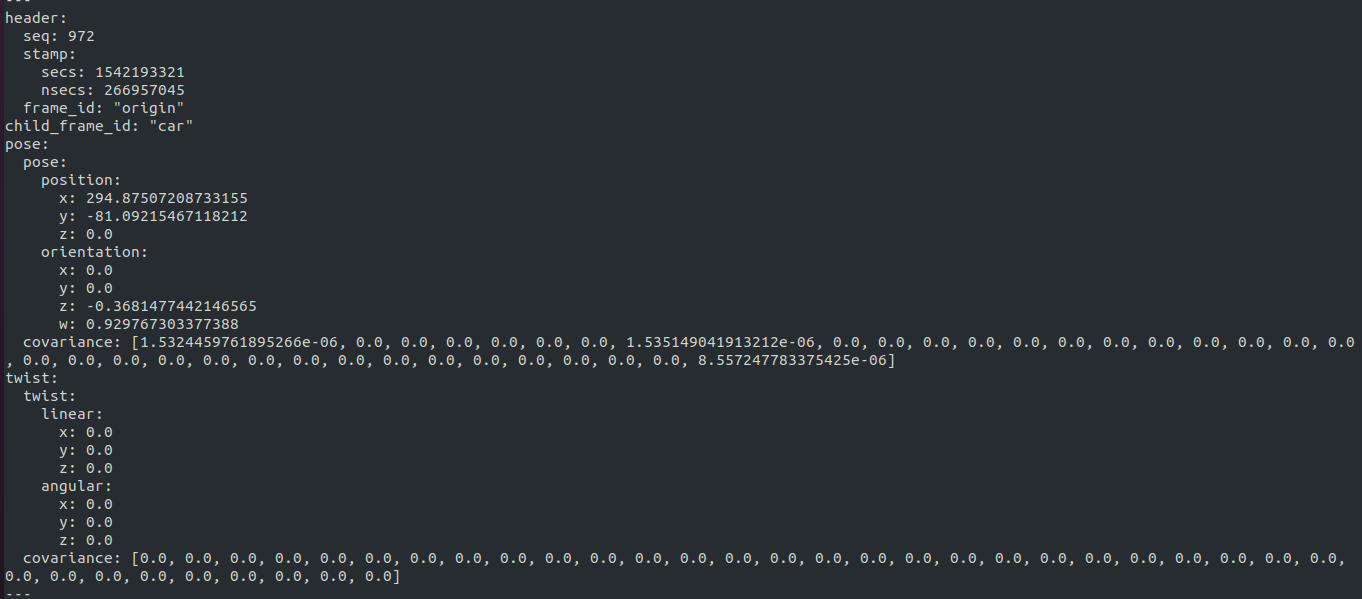 ---
header:
  seq: 972
  stamp:
    secs: 1542193321
    nsecs: 266957045
  frame_id: "origin"
child_frame_id: "car"
pose:
  pose:
    position:
      x: 294.87507208733155
      y: -81.09215467118212
      z: 0.0
    orientation:
      x: 0.0
      y: 0.0
      z: -0.3681477442146565
      w: 0.929767303377388
  covariance: [1.5324459761895266e-06, 0.0, 0.0, 0.0, 0.0, 0.0, 0.0, 1.535149041913212e-06, 0.0, 0.0, 0.0, 0.0, 0.0, 0.0, 0.0, 0.0, 0.0, 0.0, 0.0, 0.0
, 0.0, 0.0, 0.0, 0.0, 0.0, 0.0, 0.0, 0.0, 0.0, 0.0, 0.0, 0.0, 0.0, 0.0, 0.0, 8.557247783375425e-06]
twist:
  twist:
    linear:
      x: 0.0
      y: 0.0
      z: 0.0
    angular:
      x: 0.0
      y: 0.0
      z: 0.0
  covariance: [0.0, 0.0, 0.0, 0.0, 0.0, 0.0, 0.0, 0.0, 0.0, 0.0, 0.0, 0.0, 0.0, 0.0, 0.0, 0.0, 0.0, 0.0, 0.0, 0.0, 0.0, 0.0, 0.0, 0.0, 0.0, 0.0, 0.0,
0.0, 0.0, 0.0, 0.0, 0.0, 0.0, 0.0, 0.0, 0.0]
---